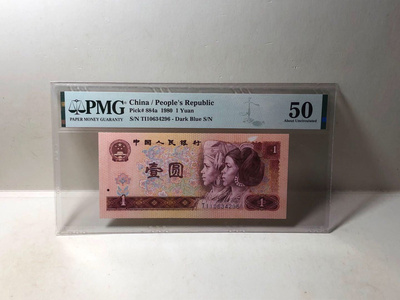 PMG
PAPER MONEY GUARANTY
China / People's Republic
Pick# 884a 1980 1 Yuan
S/N TI10634296 - Dark Blue S/N
50
About Uncirculated
中国人民银行
壹圆
1
1